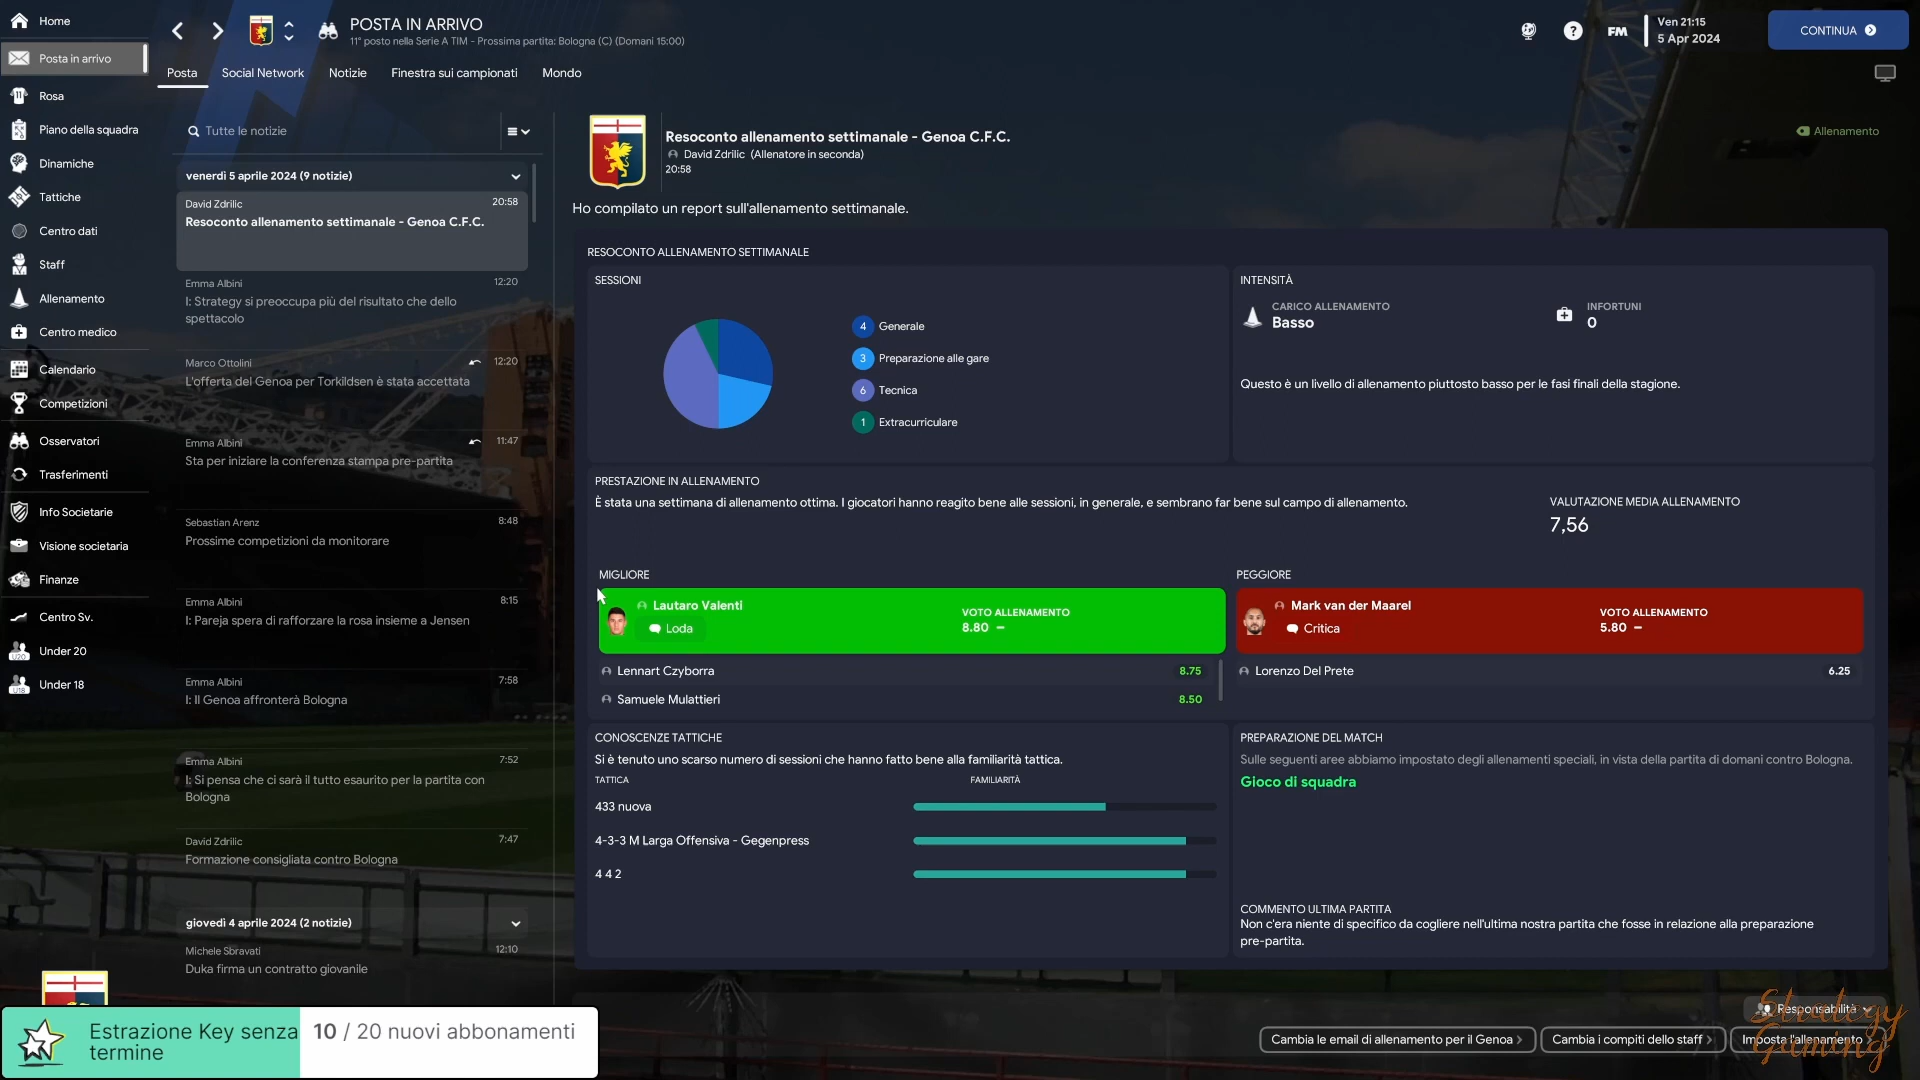 Home
Posta in arrivo
Rosa
Piano della squadra
Dinamiche
Tattiche
Centro dati
Staff
Allenamento
Centro medico
Calendario
Competizioni
Osservatori
Trasferimenti
Info Societarie
Visione societaria
Finanze
Centro Sv.
Under 20
Under 18
POSTA IN ARRIVO
11° posto nella Serie A TIM - Prossima partita: Bologna (C) (Domani 15:00)
FM
Ven 21:15
5 Apr 2024
CONTINUA
Posta
Social Network
Notizie
Finestra sui campionati
Mondo
Tutte le notizie
venerdì 5 aprile 2024 (9 notizie)
David Zdrilic 20:58
Resoconto allenamento settimanale - Genoa C.F.C.
Emma Albini 12:20
I: Strategy si preoccupa più del risultato che dello
spettacolo
Marco Ottolini 12:20
L'offerta del Genoa per Torkildsen è stata accettata
Emma Albini 11:47
Sta per iniziare la conferenza stampa pre-partita
Sebastian Arenz 8:48
Prossime competizioni da monitorare
Emma Albini 8:15
I: Pareja spera di rafforzare la rosa insieme a Jensen
Emma Albini 7:58
I: Il Genoa affronterà Bologna
Emma Albini 7:52
I: Si pensa che ci sarà il tutto esaurito per la partita con
Bologna
David Zdrilic 7:47
Formazione consigliata contro Bologna
giovedì 4 aprile 2024 (2 notizie)
Michele Sbravati 12:10
Duka firma un contratto giovanile
Resoconto allenamento settimanale - Genoa C.F.C.
David Zdrilic (Allenatore in seconda)
20:58
Allenamento
Ho compilato un report sull'allenamento settimanale.
RESOCONTO ALLENAMENTO SETTIMANALE
SESSIONI
4 Generale
3 Preparazione alle gare
6 Tecnica
1 Extracurriculare
INTENSITÀ
CARICO ALLENAMENTO
Basso
INFORTUNI
0
Questo è un livello di allenamento piuttosto basso per le fasi finali della stagione.
PRESTAZIONE IN ALLENAMENTO
È stata una settimana di allenamento ottima. I giocatori hanno reagito bene alle sessioni, in generale, e sembrano far bene sul campo di allenamento.
VALUTAZIONE MEDIA ALLENAMENTO
7,56
MIGLIORE
Lautaro Valenti
Loda
VOTO ALLENAMENTO
8.80 –
Lennart Czyborra 8.75
Samuele Mulattieri 8.50
PEGGIORE
Mark van der Maarel
Critica
VOTO ALLENAMENTO
5.80 –
Lorenzo Del Prete 6.25
CONOSCENZE TATTICHE
Si è tenuto uno scarso numero di sessioni che hanno fatto bene alla familiarità tattica.
TATTICA FAMILIARITÀ
433 nuova
4-3-3 M Larga Offensiva - Gegenpress
4 4 2
PREPARAZIONE DEL MATCH
Sulle seguenti aree abbiamo impostato degli allenamenti speciali, in vista della partita di domani contro Bologna.
Gioco di squadra
COMMENTO ULTIMA PARTITA
Non c'era niente di specifico da cogliere nell'ultima nostra partita che fosse in relazione alla preparazione
pre-partita.
Responsabilità
Cambia le email di allenamento per il Genoa
Cambia i compiti dello staff
Imposta l'allenamento
Strategy
Gaming
Estrazione Key senza
termine
10 / 20 nuovi abbonamenti